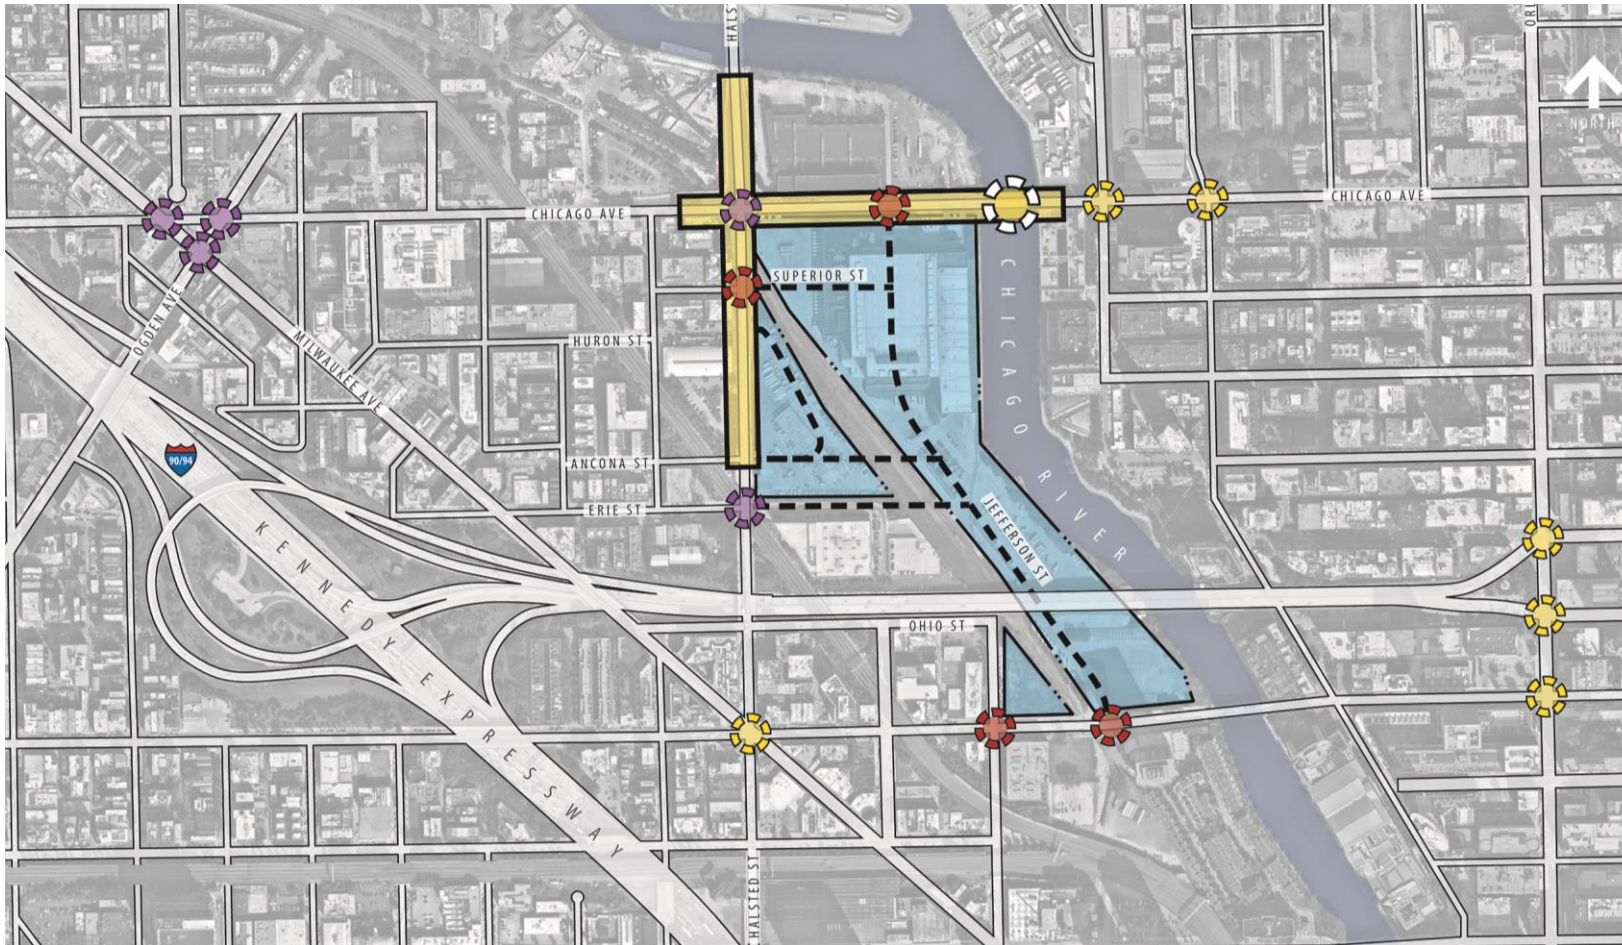 HALS
ORL
NORTH
CHICAGO AVE
CHICAGO AVE
SUPERIOR ST
CHICAGO RIVER
OGDEN AVE
MILWAUKEE AVE
HURON ST
90/94
ANCONA ST
ERIE ST
JEFFERSON ST
KENNEDY EXPRESSWAY
OHIO ST
HALSTED ST